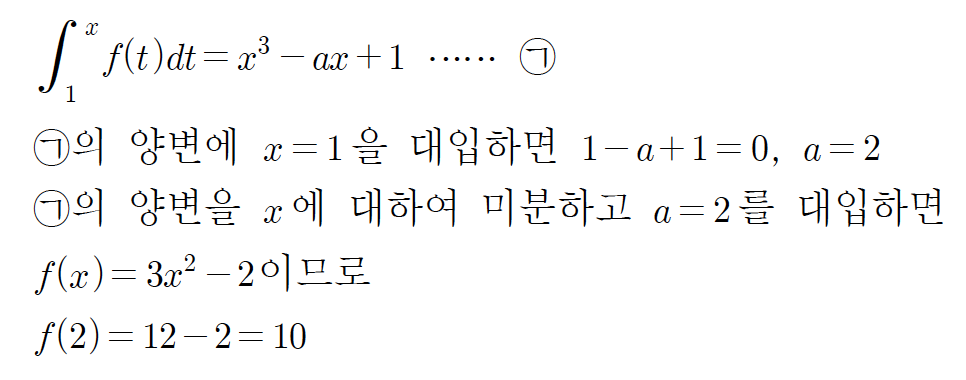 ∫₁ˣ f(t)dt = x³ − ax + 1 ⋯⋯ ㉠
㉠의 양변에 x = 1을 대입하면 1 − a + 1 = 0, a = 2
㉠의 양변을 x에 대하여 미분하고 a = 2를 대입하면
f(x) = 3x² − 2이므로
f(2) = 12 − 2 = 10